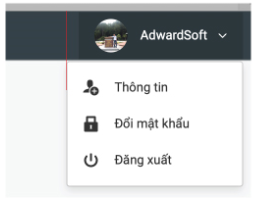 AdwardSoft
Thông tin
Đổi mật khẩu
Đăng xuất